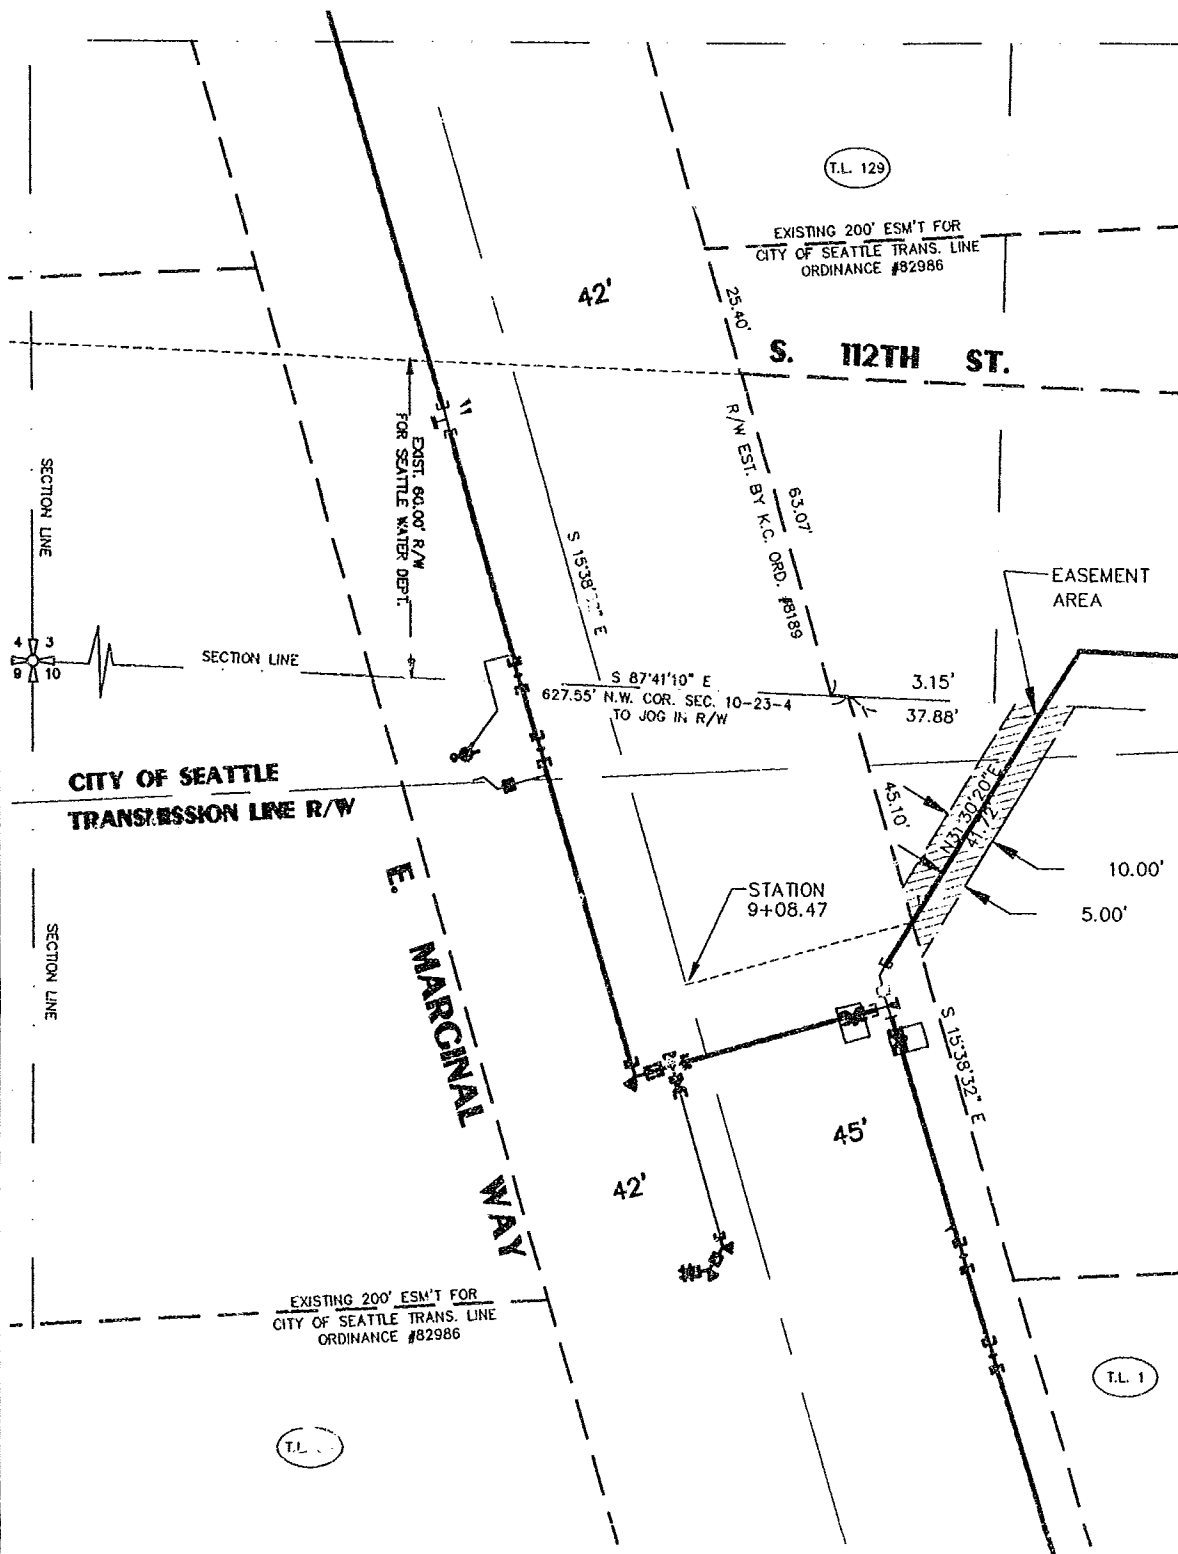 T.L. 129
EXISTING 200' ESM'T FOR
CITY OF SEATTLE TRANS. LINE
ORDINANCE #82986
42'
25.40'
S. 112TH ST.
R/W EST. BY K.C. ORD. #8189
63.07'
EXIST. 60.00' R/W
FOR SEATTLE WATER DEPT.
SECTION LINE
S 15°38' " E
EASEMENT
AREA
4 3
9 10
SECTION LINE
S 87°41'10" E
627.55' N.W. COR. SEC. 10-23-4
TO JOG IN R/W
3.15'
37.88'
CITY OF SEATTLE
TRANSMISSION LINE R/W
45.10'
N31°30'20"E
41.72'
10.00'
5.00'
STATION
9+08.47
SECTION LINE
E. MARGINAL WAY
S 15°38'32" E
45'
42'
EXISTING 200' ESM'T FOR
CITY OF SEATTLE TRANS. LINE
ORDINANCE #82986
T.L. 1
T.L.